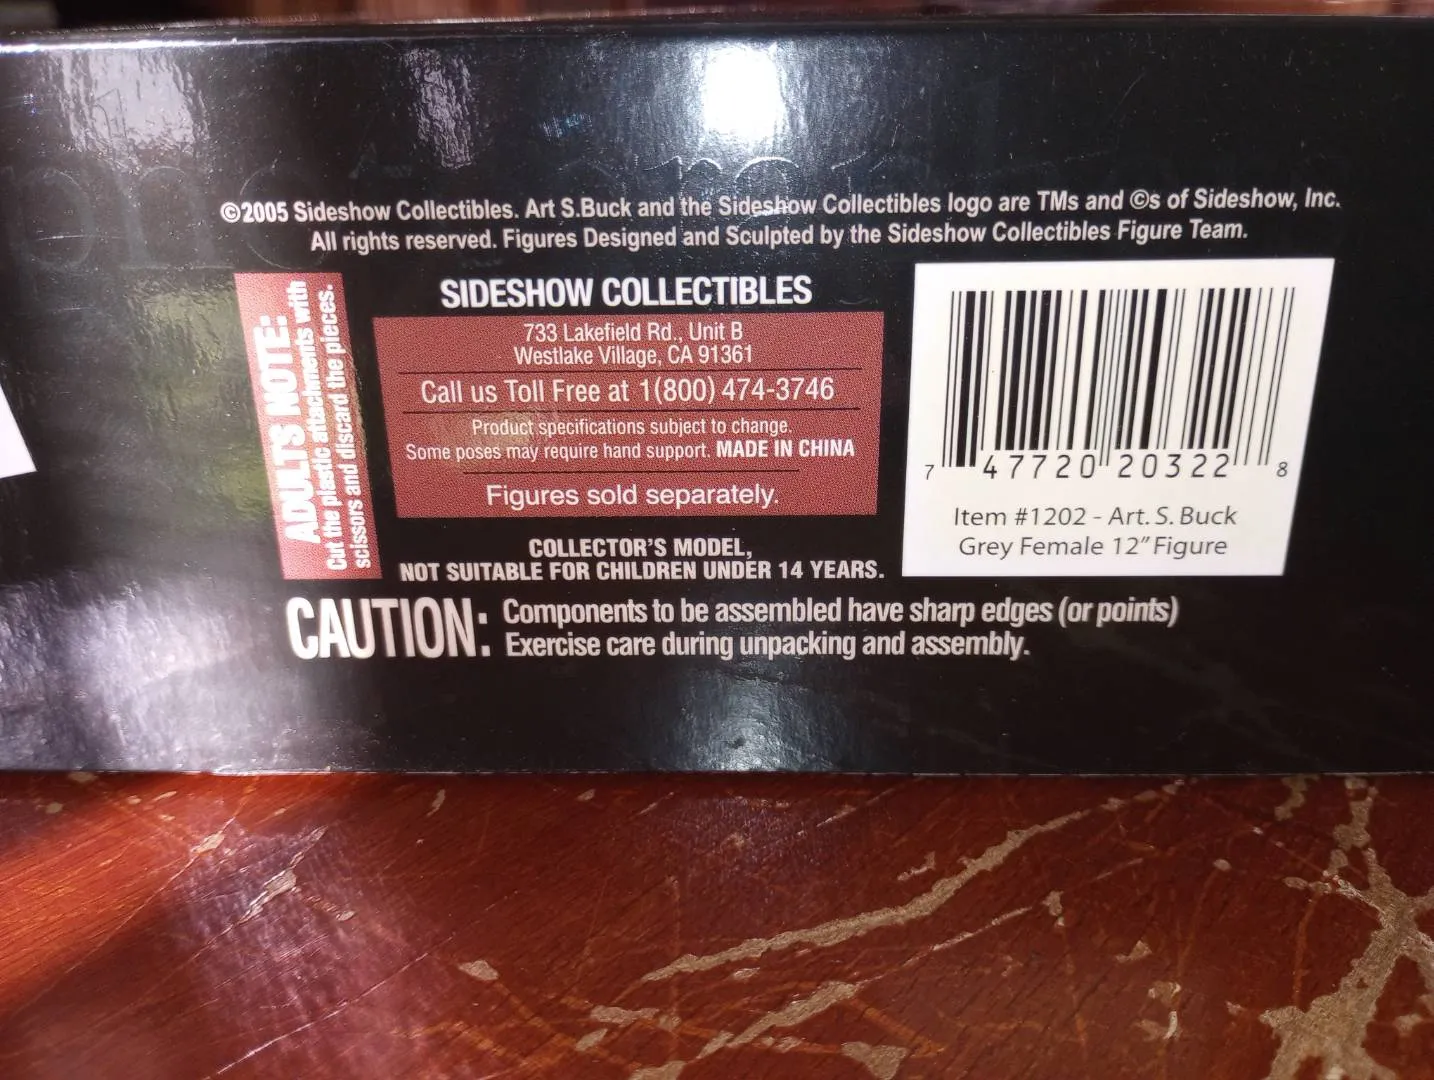 ©2005 Sideshow Collectibles. Art S.Buck and the Sideshow Collectibles logo are TMs and ©s of Sideshow, Inc.
All rights reserved. Figures Designed and Sculpted by the Sideshow Collectibles Figure Team.
ADULTS NOTE:
Cut the plastic attachments with
scissors and discard the pieces.
SIDESHOW COLLECTIBLES
733 Lakefield Rd., Unit B
Westlake Village, CA 91361
Call us Toll Free at 1(800) 474-3746
Product specifications subject to change.
Some poses may require hand support. MADE IN CHINA
Figures sold separately.
COLLECTOR'S MODEL,
NOT SUITABLE FOR CHILDREN UNDER 14 YEARS.
7 47720 20322 8
Item #1202 - Art. S. Buck
Grey Female 12" Figure
CAUTION: Components to be assembled have sharp edges (or points)
Exercise care during unpacking and assembly.